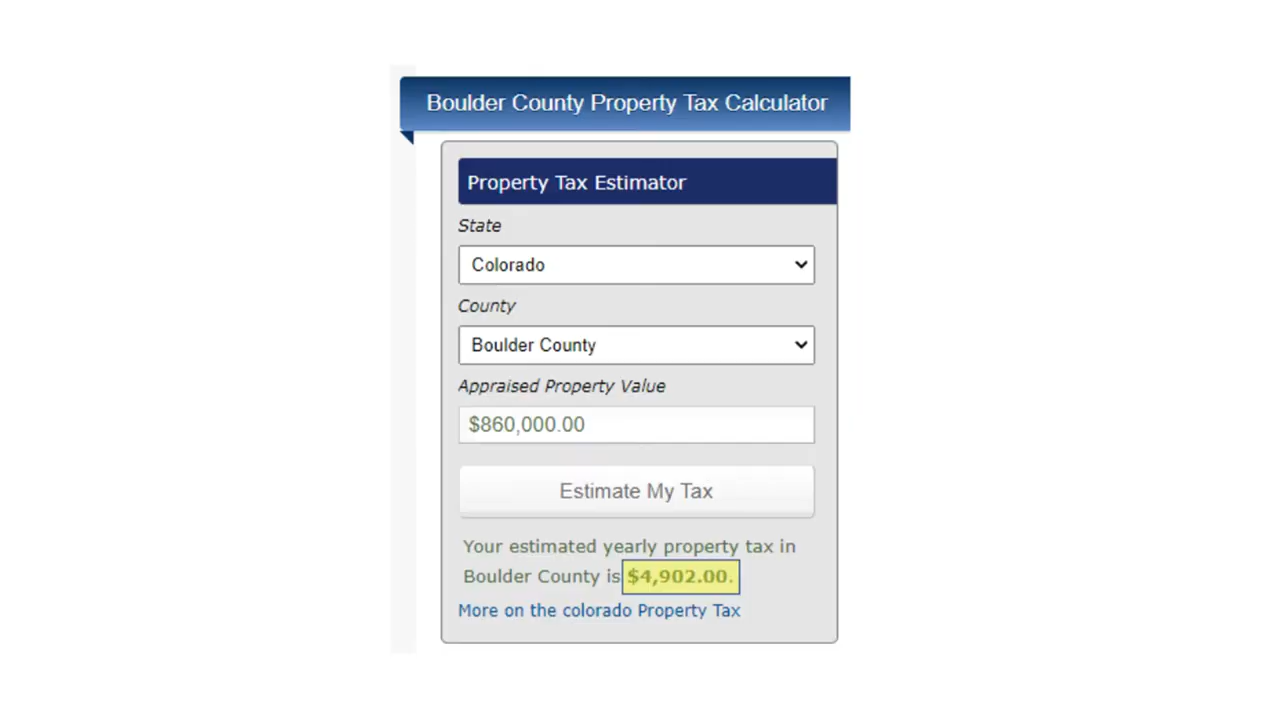 Boulder County Property Tax Calculator
Property Tax Estimator
State
Colorado
County
Boulder County
Appraised Property Value
$860,000.00
Estimate My Tax
Your estimated yearly property tax in
Boulder County is $4,902.00.
More on the colorado Property Tax